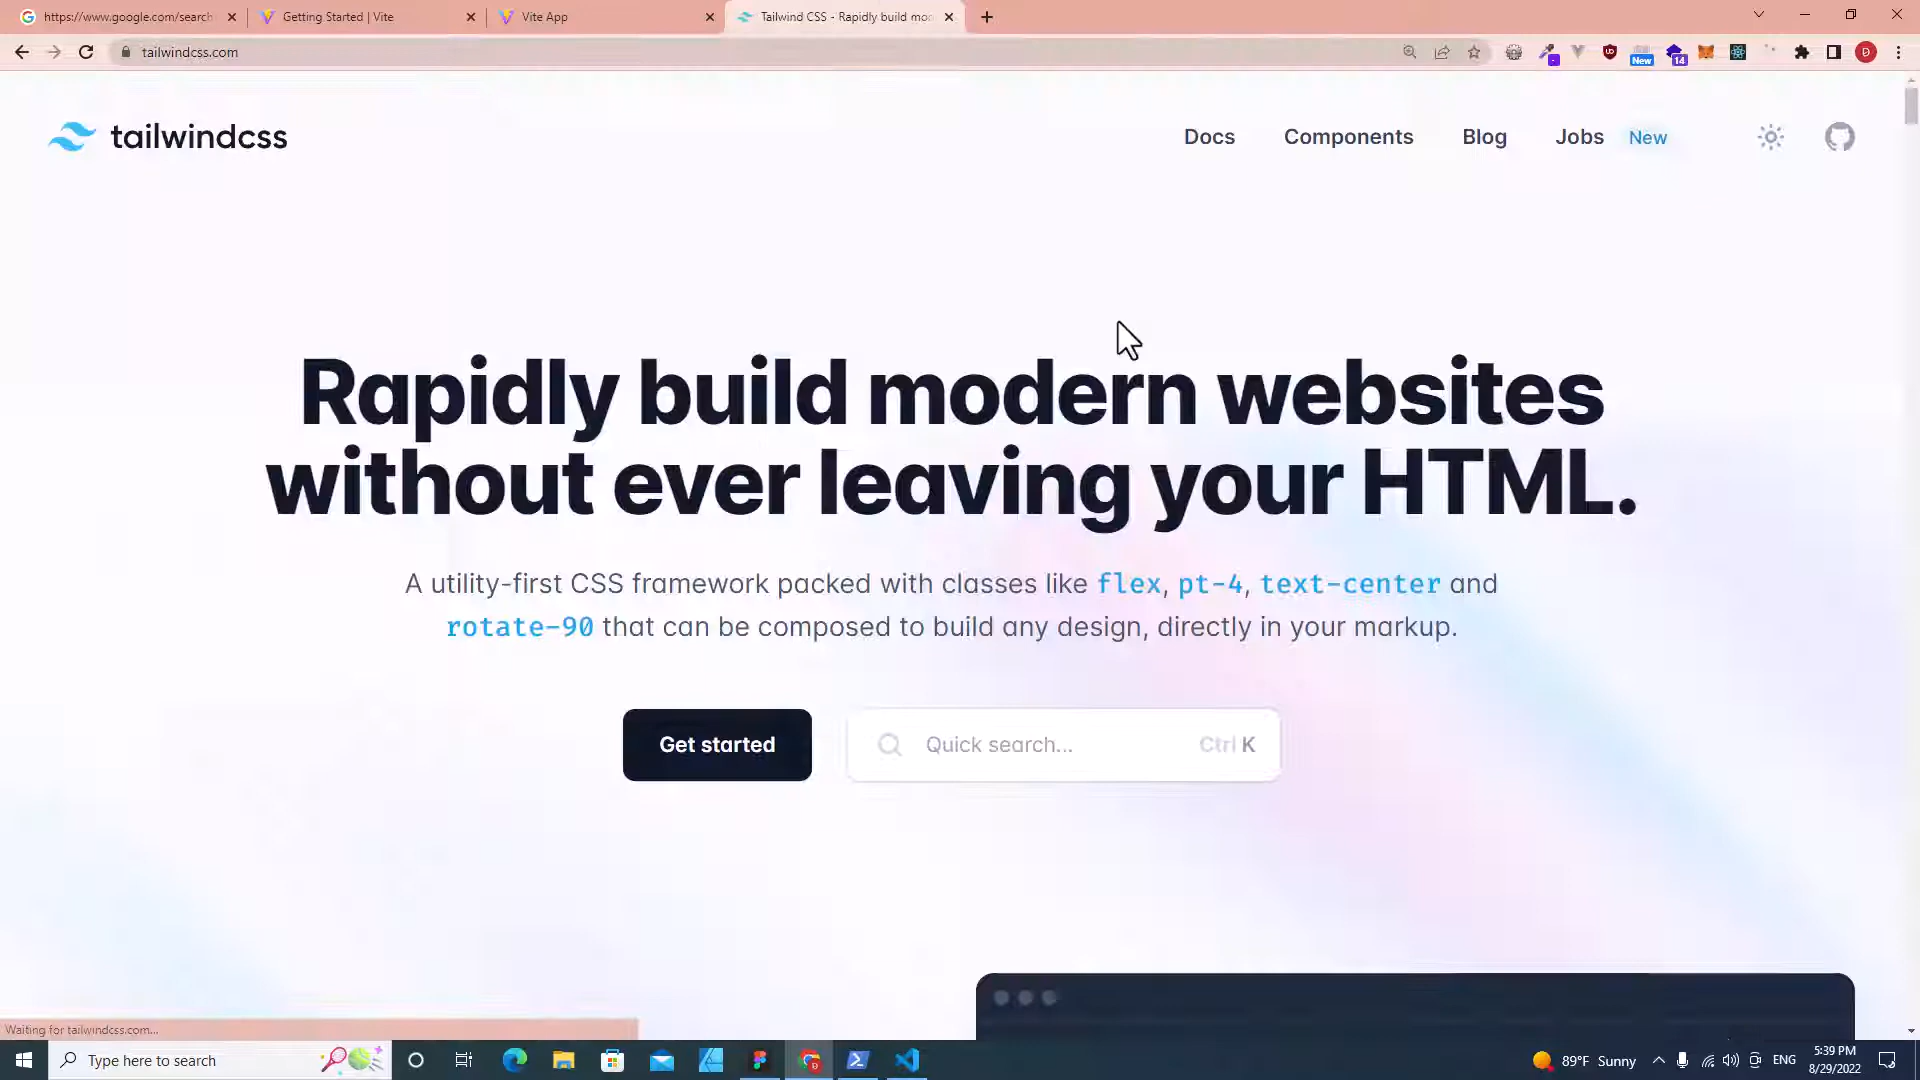 https://www.google.com/search
Getting Started | Vite
Vite App
Tailwind CSS - Rapidly build mo
tailwindcss.com
New
14
D
tailwindcss
Docs
Components
Blog
Jobs
New
Rapidly build modern websites
without ever leaving your HTML.
A utility-first CSS framework packed with classes like flex, pt-4, text-center and
rotate-90 that can be composed to build any design, directly in your markup.
Get started
Quick search...
Ctrl K
Waiting for tailwindcss.com...
Type here to search
89°F Sunny
ENG
5:39 PM
8/29/2022